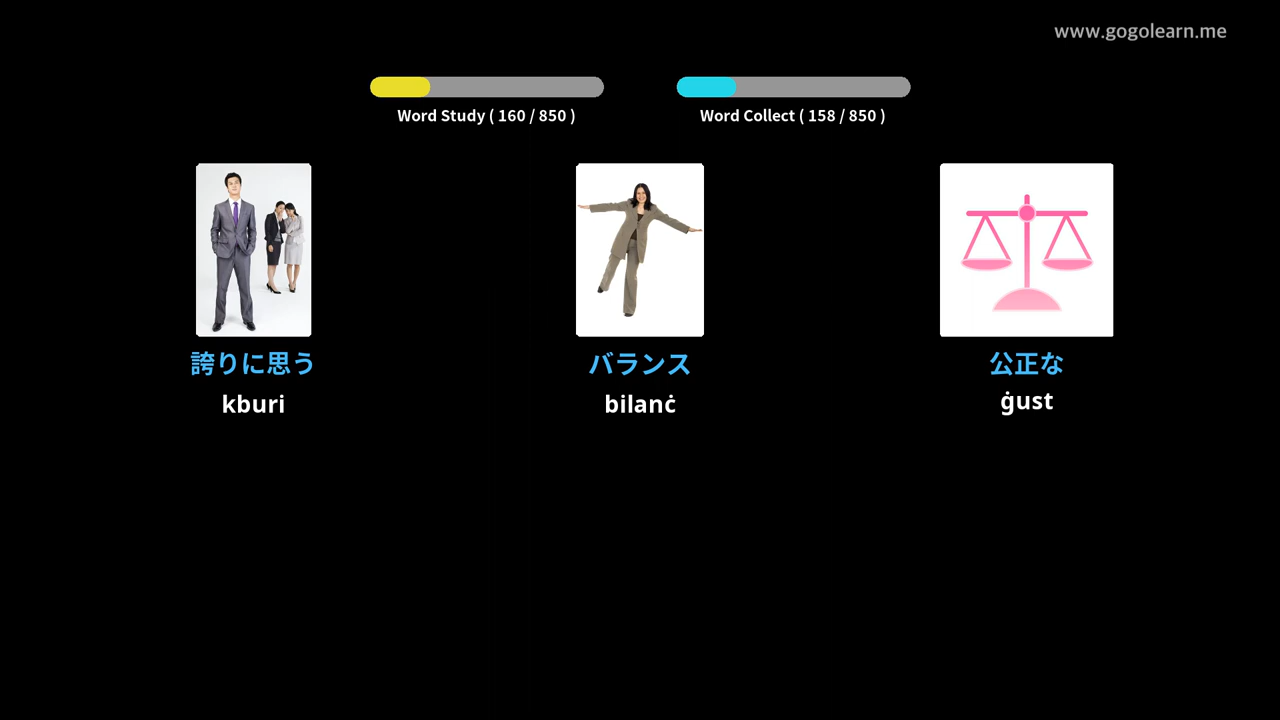 www.gogolearn.me
Word Study ( 160 / 850 )
Word Collect ( 158 / 850 )
誇りに思う
kburi
バランス
bilanċ
公正な
ġust